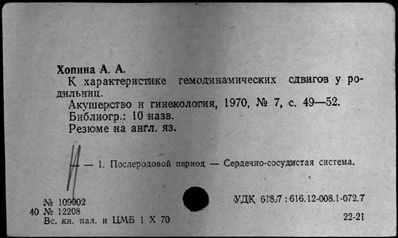 Хопина А. А.
К характеристике гемодинамических сдвигов у ро-
дильниц.
Акушерство и гинекология, 1970, № 7, с. 49—52.
Библиогр.: 10 назв.
Резюме на англ. яз.
— 1. Послеродовой период — Сердечно-сосудистая система.
№ 109002
УДК 618.7 : 616.12-008.1-072.7
40 № 12208
22-21
Вс. кн. пал. и ЦМБ 1 X 70